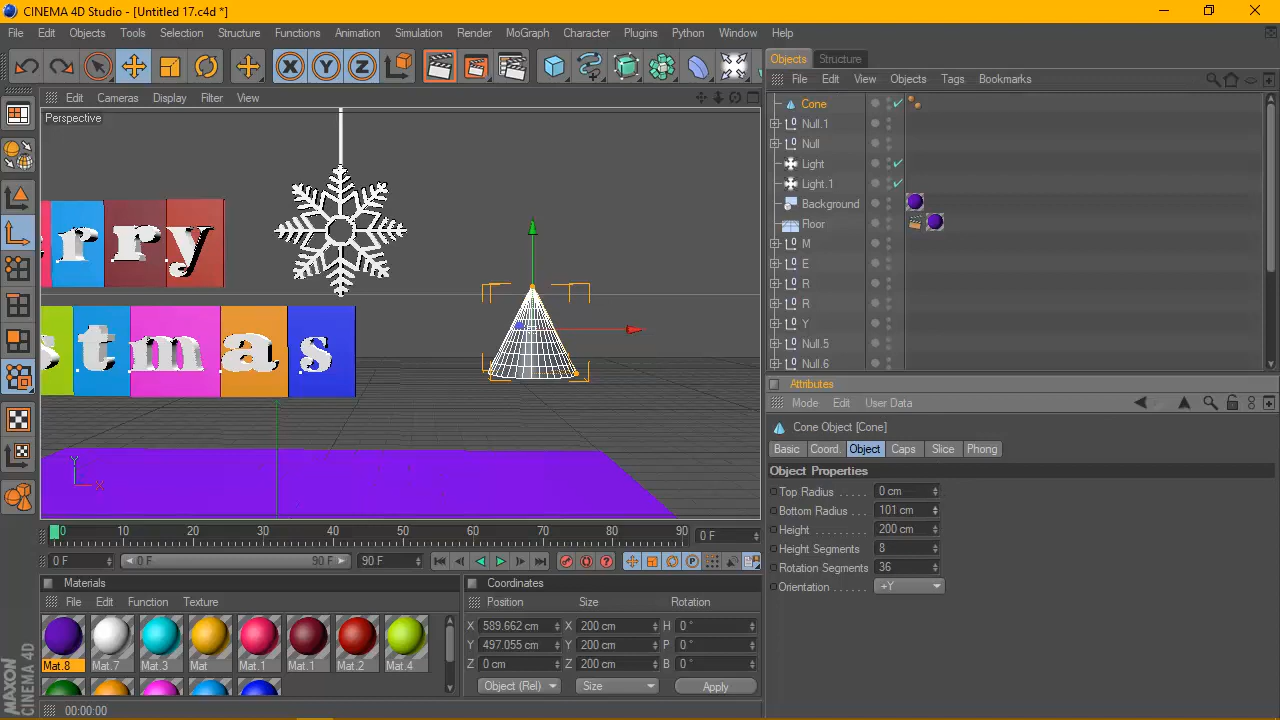 CINEMA 4D Studio - [Untitled 17.c4d *]
File Edit Objects Tools Selection Structure Functions Animation Simulation Render MoGraph Character Plugins Python Window Help
X Y Z
Objects Structure
File Edit View Objects Tags Bookmarks
Edit Cameras Display Filter View
Perspective
Cone
Null.1
Null
Light
Light.1
Background
Floor
M
E
R
R
Y
Null.5
Null.6
rry
stmas
Y
X
Attributes
Mode Edit User Data
Cone Object [Cone]
Basic Coord. Object Caps Slice Phong
Object Properties
Top Radius . . . . . 0 cm
Bottom Radius . . 101 cm
Height . . . . . . . . . 200 cm
Height Segments 8
Rotation Segments 36
Orientation . . . . . +Y
0 10 20 30 40 50 60 70 80 90 0 F
0 F 0 F 90 F 90 F
Materials
File Edit Function Texture
Mat.8 Mat.7 Mat.3 Mat Mat.1 Mat.1 Mat.2 Mat.4
Coordinates
Position Size Rotation
X 589.662 cm X 200 cm H 0 °
Y 497.055 cm Y 200 cm P 0 °
Z 0 cm Z 200 cm B 0 °
Object (Rel) Size Apply
MAXON
CINEMA 4D
00:00:00